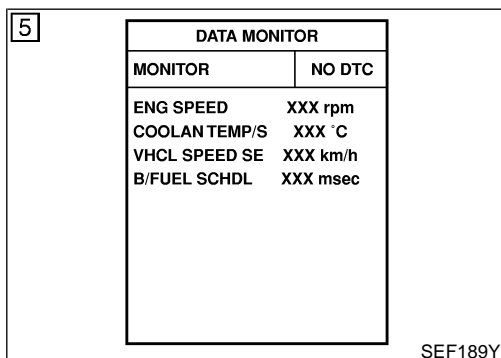 5
DATA MONITOR
MONITOR NO DTC
ENG SPEED XXX rpm
COOLAN TEMP/S XXX °C
VHCL SPEED SE XXX km/h
B/FUEL SCHDL XXX msec
SEF189Y